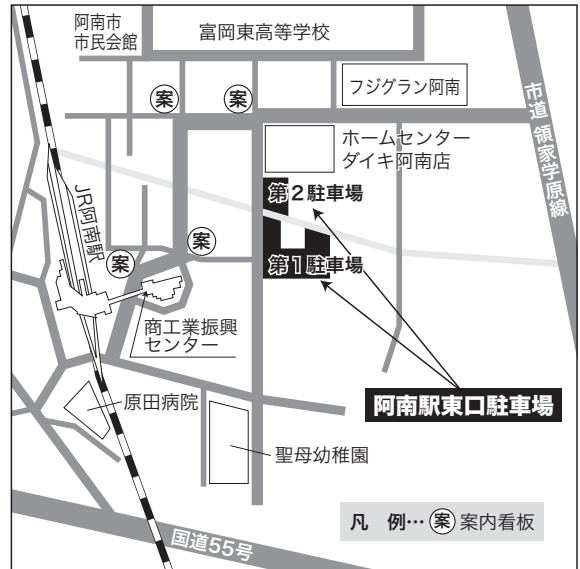 阿南市
市民会館
富岡東高等学校
案
案
フジグラン阿南
市道 領家学原線
ホームセンター
ダイキ阿南店
第2駐車場
JR阿南駅
案
案
第1駐車場
商工業振興
センター
阿南駅東口駐車場
原田病院
聖母幼稚園
凡 例…案案内看板
国道55号